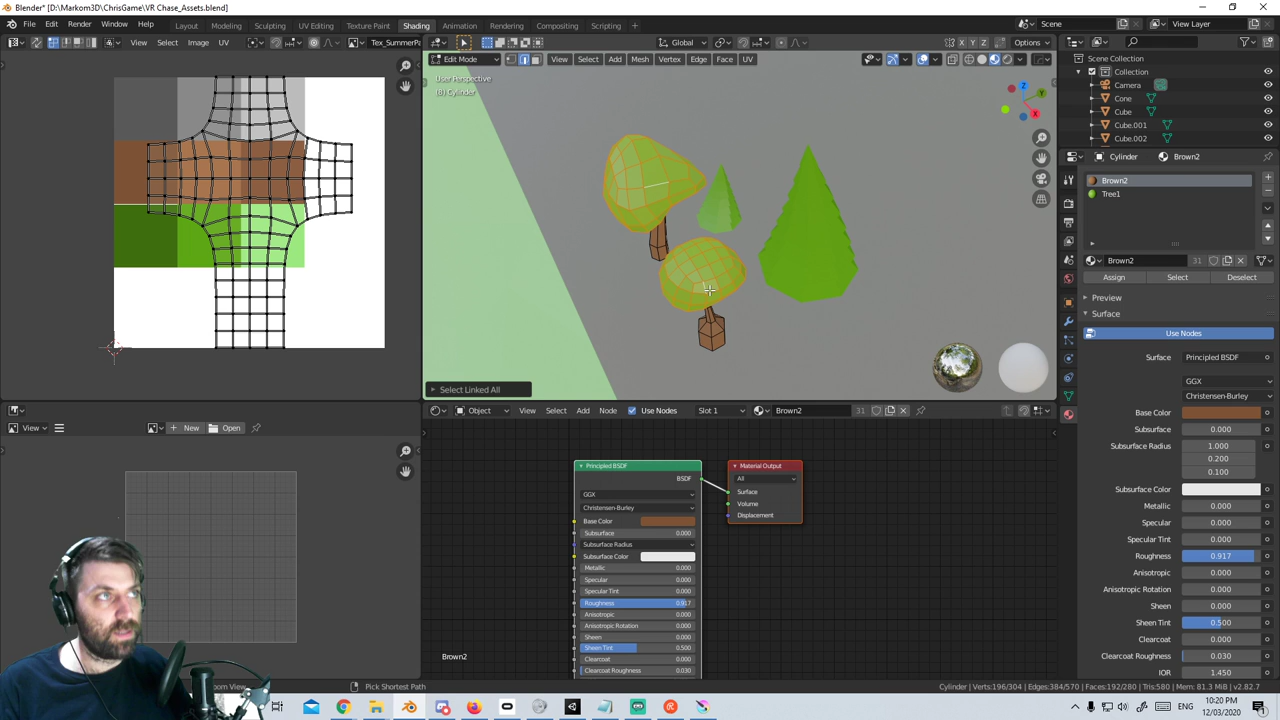 Blender* [D:\Markom3D\ChrisGame\VR Chase_Assets.blend]
File Edit Render Window Help Layout Modeling Sculpting UV Editing Texture Paint Shading Animation Rendering Compositing Scripting Scene View Layer
View Select Image UV Tex_SummerPa Global X Y Z Options
Edit Mode View Select Add Mesh Vertex Edge Face UV
User Perspective
(8) Cylinder
Select Linked All
Scene Collection
Collection
Camera
Cone
Cube
Cube.001
Cube.002
Cylinder Brown2
Brown2
Tree1
Brown2 31
Assign Select Deselect
Preview
Surface
Use Nodes
Surface Principled BSDF
GGX
Christensen-Burley
Base Color
Subsurface 0.000
Subsurface Radius 1.000
0.200
0.100
Subsurface Color
Metallic 0.000
Specular 0.000
Specular Tint 0.000
Roughness 0.917
Anisotropic 0.000
Anisotropic Rotation 0.000
Sheen 0.000
Sheen Tint 0.500
Clearcoat 0.000
Clearcoat Roughness 0.030
IOR 1.450
View New Open
Object View Select Add Node Use Nodes Slot 1 Brown2 31
Principled BSDF
BSDF
GGX
Christensen-Burley
Base Color
Subsurface 0.000
Subsurface Radius
Subsurface Color
Metallic 0.000
Specular 0.000
Specular Tint 0.000
Roughness 0.917
Anisotropic 0.000
Anisotropic Rotation 0.000
Sheen 0.000
Sheen Tint 0.500
Clearcoat 0.000
Clearcoat Roughness 0.030
Material Output
All
Surface
Volume
Displacement
Brown2
oom View Pick Shortest Path Cylinder | Verts:196/304 | Edges:384/570 | Faces:192/280 | Tris:580 | Mem: 81.3 MiB | v2.82.7
10:20 PM
12/03/2020